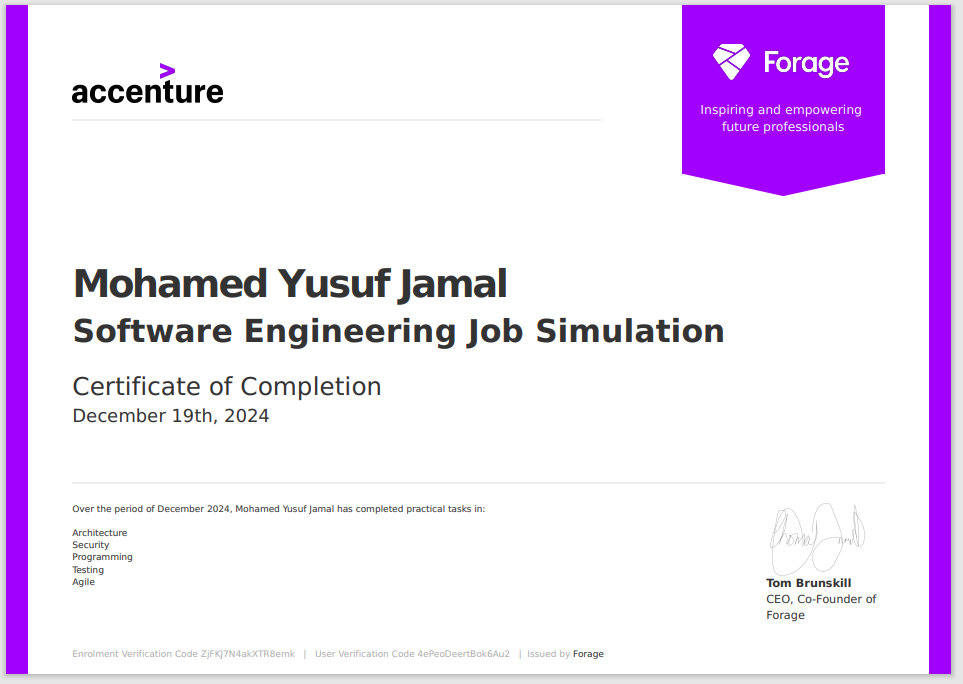 accenture
Forage
Inspiring and empowering
future professionals
Mohamed Yusuf Jamal
Software Engineering Job Simulation
Certificate of Completion
December 19th, 2024
Over the period of December 2024, Mohamed Yusuf Jamal has completed practical tasks in:
Architecture
Security
Programming
Testing
Agile
Tom Brunskill
CEO, Co-Founder of
Forage
Enrolment Verification Code ZjFKJ7N4akXTR8emk | User Verification Code 4ePeoDeertBok6Au2 | Issued by Forage